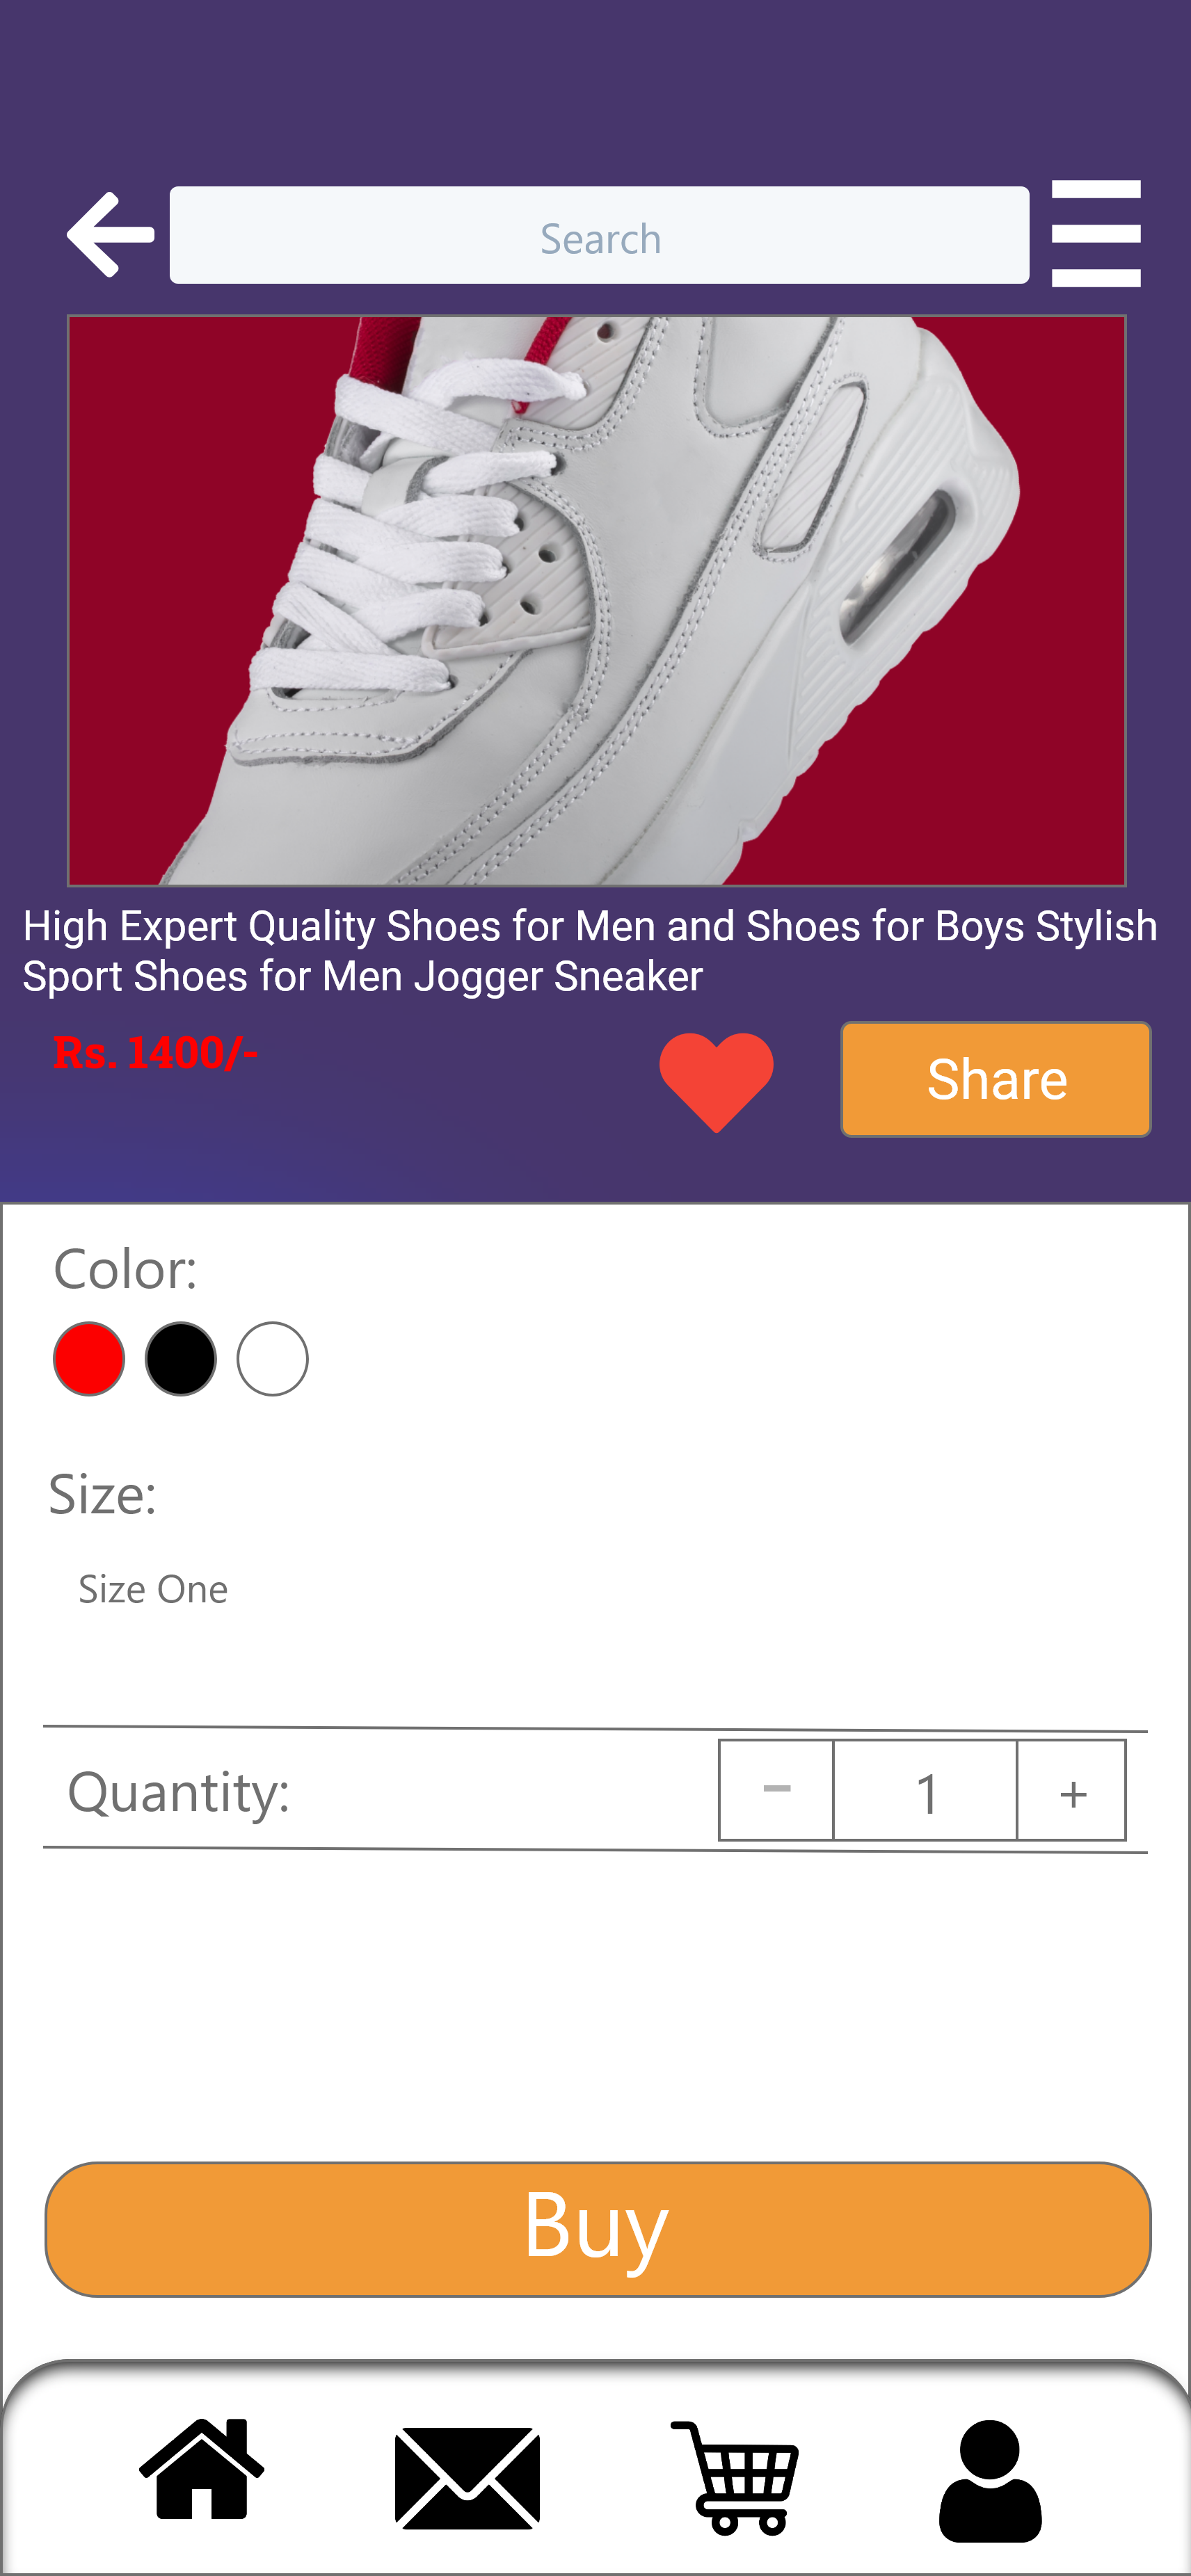 Search
High Expert Quality Shoes for Men and Shoes for Boys Stylish
Sport Shoes for Men Jogger Sneaker
Rs. 1400/-
Share
Color:
Size:
Size One
Quantity:
− 1 +
Buy